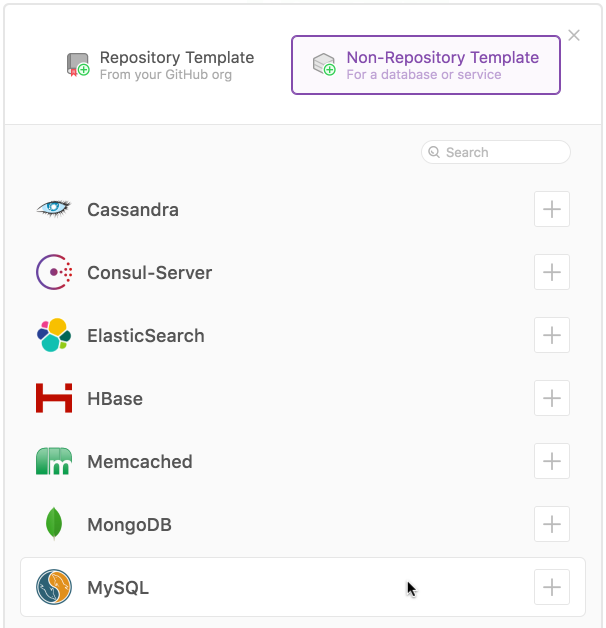 Repository Template
From your GitHub org
Non-Repository Template
For a database or service
Search
Cassandra
Consul-Server
ElasticSearch
HBase
Memcached
MongoDB
MySQL